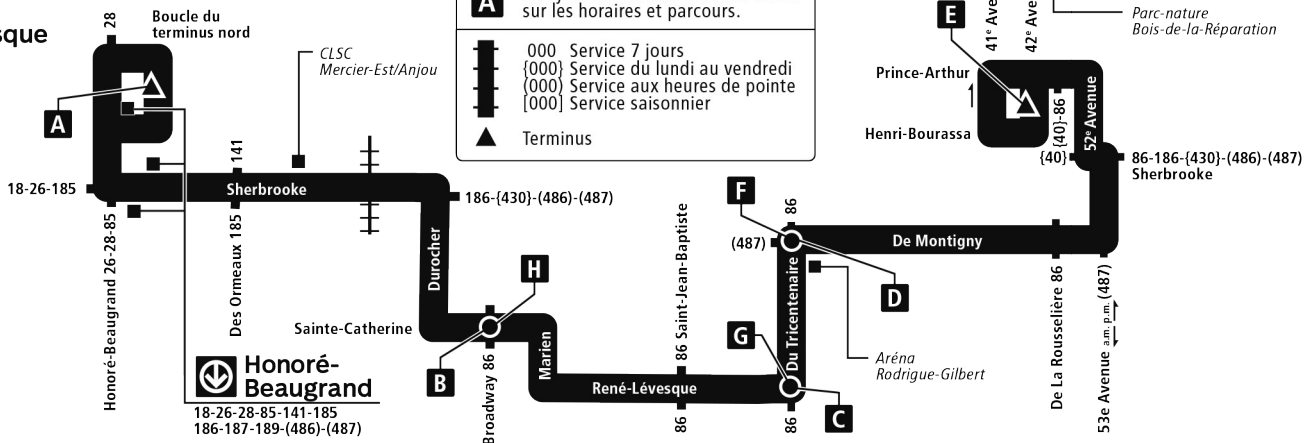 sque
28
Boucle du
terminus nord
CLSC
Mercier-Est/Anjou
A
A
sur les horaires et parcours.
000 Service 7 jours
{000} Service du lundi au vendredi
(000) Service aux heures de pointe
[000] Service saisonnier
Terminus
E
41e Ave
42e Ave
Parc-nature
Bois-de-la-Réparation
Prince-Arthur
Henri-Bourassa
{40}-86
52e Avenue
{40}
86-186-{430}-(486)-(487)
Sherbrooke
18-26-185
141
Sherbrooke
186-{430}-(486)-(487)
Honoré-Beaugrand 26-28-85
Des Ormeaux 185
Durocher
Sainte-Catherine
H
B
Broadway 86
Marien
86 Saint-Jean-Baptiste
René-Lévesque
86
F
86
(487)
De Montigny
D
Du Tricentenaire
G
C
86
Aréna
Rodrigue-Gilbert
De La Rousselière 86
53e Avenue a.m. p.m. (487)
Honoré-
Beaugrand
18-26-28-85-141-185
186-187-189-(486)-(487)